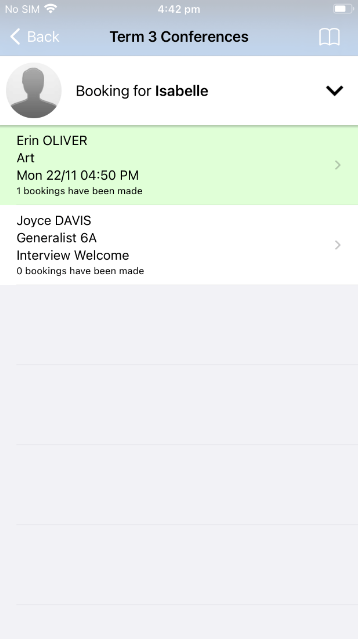 No SIM 4:42 pm
Back Term 3 Conferences
Booking for Isabelle
Erin OLIVER
Art
Mon 22/11 04:50 PM
1 bookings have been made
Joyce DAVIS
Generalist 6A
Interview Welcome
0 bookings have been made